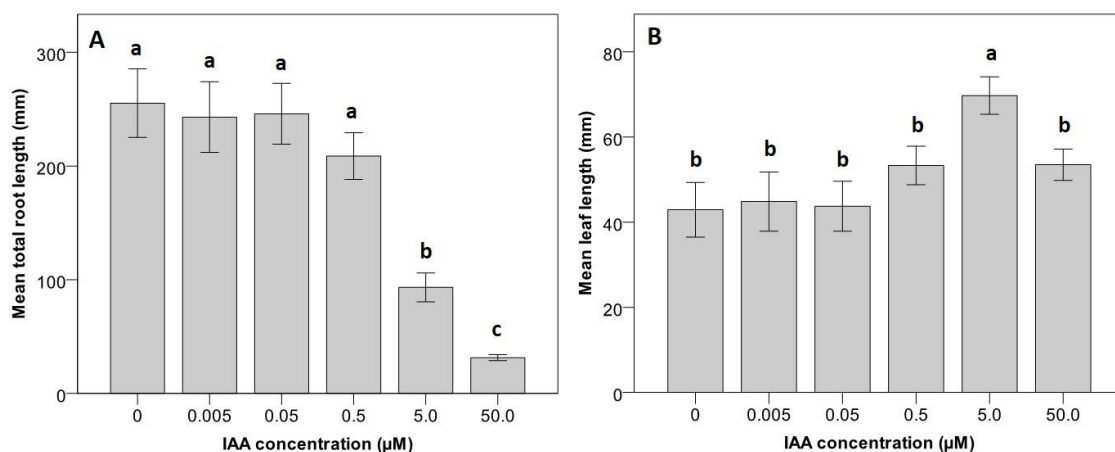 A
Mean total root length (mm)
300
200
100
0
a
a
a
a
b
c
0
0.005
0.05
0.5
5.0
50.0
IAA concentration (µM)
B
Mean leaf length (mm)
80
60
40
20
0
b
b
b
b
a
b
0
0.005
0.05
0.5
5.0
50.0
IAA concentration (µM)